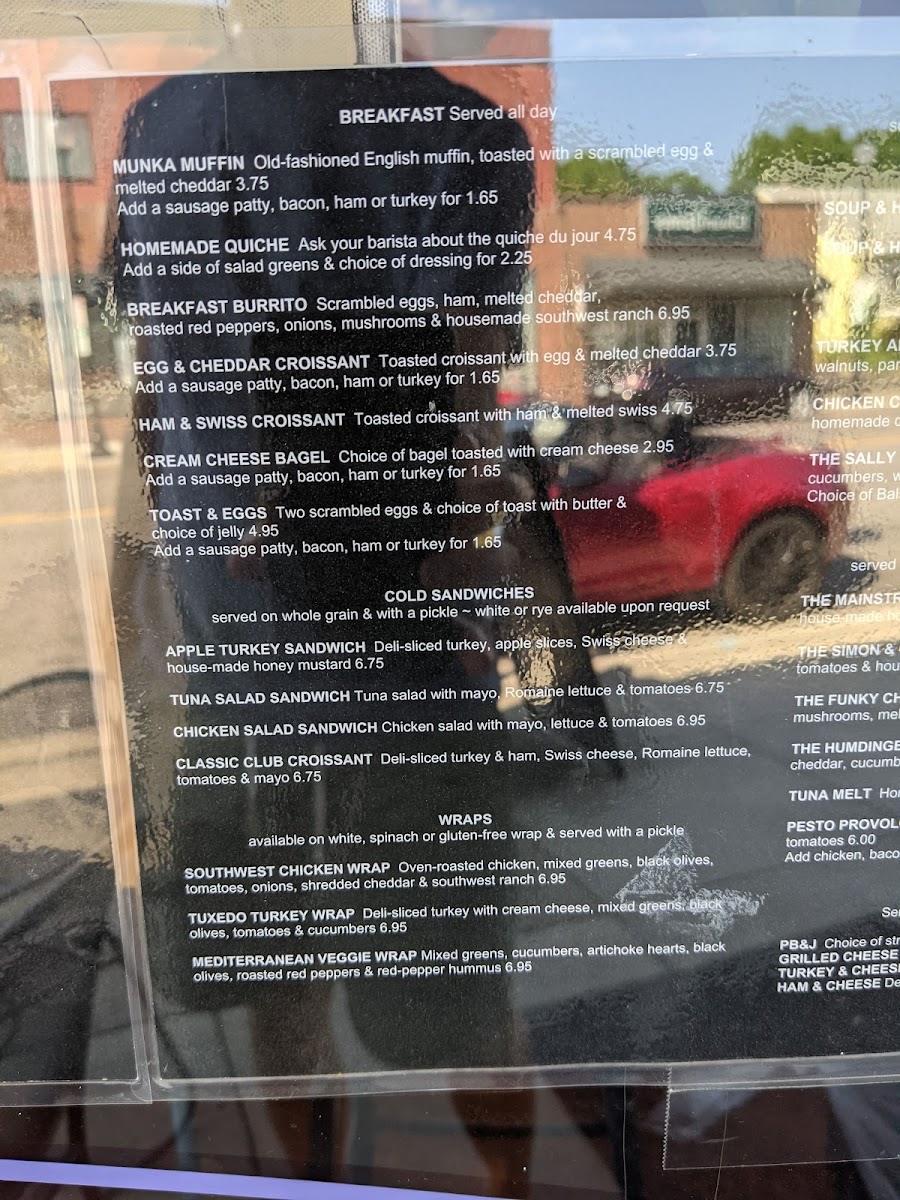 BREAKFAST Served all day
MUNKA MUFFIN Old-fashioned English muffin, toasted with a scrambled egg &
melted cheddar 3.75
Add a sausage patty, bacon, ham or turkey for 1.65
HOMEMADE QUICHE Ask your barista about the quiche du jour 4.75
Add a side of salad greens & choice of dressing for 2.25
BREAKFAST BURRITO Scrambled eggs, ham, melted cheddar,
roasted red peppers, onions, mushrooms & housemade southwest ranch 6.95
EGG & CHEDDAR CROISSANT Toasted croissant with egg & melted cheddar 3.75
Add a sausage patty, bacon, ham or turkey for 1.65
HAM & SWISS CROISSANT Toasted croissant with ham & melted swiss 4.75
CREAM CHEESE BAGEL Choice of bagel toasted with cream cheese 2.95
Add a sausage patty, bacon, ham or turkey for 1.65
TOAST & EGGS Two scrambled eggs & choice of toast with butter &
choice of jelly 4.95
Add a sausage patty, bacon, ham or turkey for 1.65
COLD SANDWICHES
served on whole grain & with a pickle ~ white or rye available upon request
APPLE TURKEY SANDWICH Deli-sliced turkey, apple slices, Swiss cheese &
house-made honey mustard 6.75
TUNA SALAD SANDWICH Tuna salad with mayo, Romaine lettuce & tomatoes 6.75
CHICKEN SALAD SANDWICH Chicken salad with mayo, lettuce & tomatoes 6.95
CLASSIC CLUB CROISSANT Deli-sliced turkey & ham, Swiss cheese, Romaine lettuce,
tomatoes & mayo 6.75
WRAPS
available on white, spinach or gluten-free wrap & served with a pickle
SOUTHWEST CHICKEN WRAP Oven-roasted chicken, mixed greens, black olives,
tomatoes, onions, shredded cheddar & southwest ranch 6.95
TUXEDO TURKEY WRAP Deli-sliced turkey with cream cheese, mixed greens, black
olives, tomatoes & cucumbers 6.95
MEDITERRANEAN VEGGIE WRAP Mixed greens, cucumbers, artichoke hearts, black
olives, roasted red peppers & red-pepper hummus 6.95
SOUP & H
SOUP & H
TURKEY A
walnuts, par
CHICKEN C
homemade
THE SALLY
cucumbers, w
Choice of Bal
served
THE MAINSTR
house-made
THE SIMON &
tomatoes & hou
THE FUNKY CH
mushrooms, mel
THE HUMDINGE
cheddar, cucumb
TUNA MELT Ho
PESTO PROVOLO
tomatoes 6.00
Add chicken, baco
Se
PB&J Choice of str
GRILLED CHEESE
TURKEY & CHEES
HAM & CHEESE De